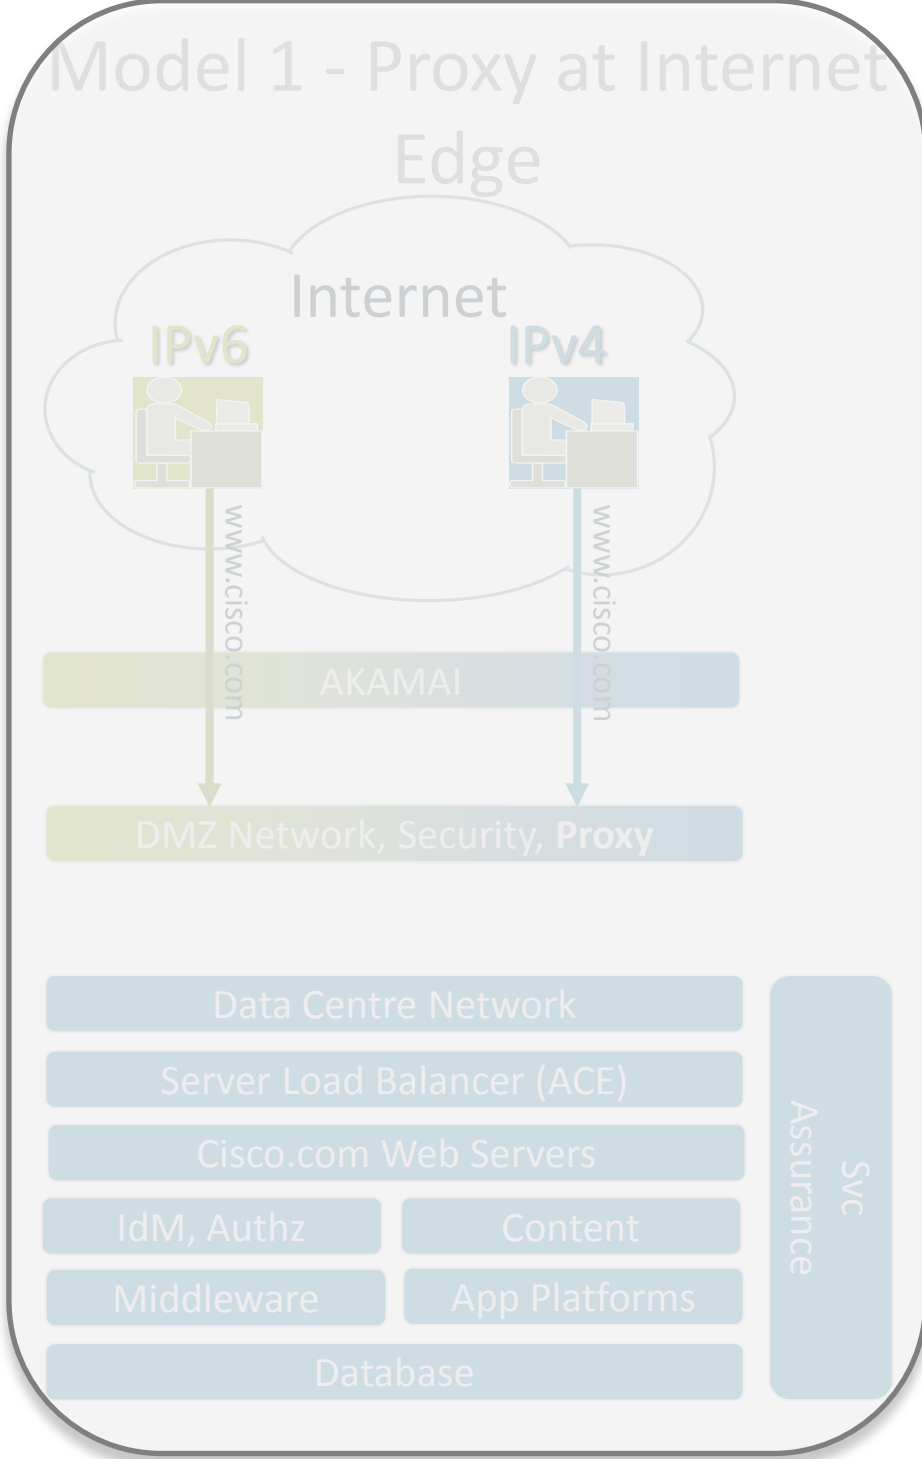 Model 1 - Proxy at Internet
Edge
Internet
IPv6
IPv4
www.cisco.com
www.cisco.com
AKAMAI
DMZ Network, Security, Proxy
Data Centre Network
Server Load Balancer (ACE)
Cisco.com Web Servers
IdM, Authz
Content
Middleware
App Platforms
Database
Svc
Assurance